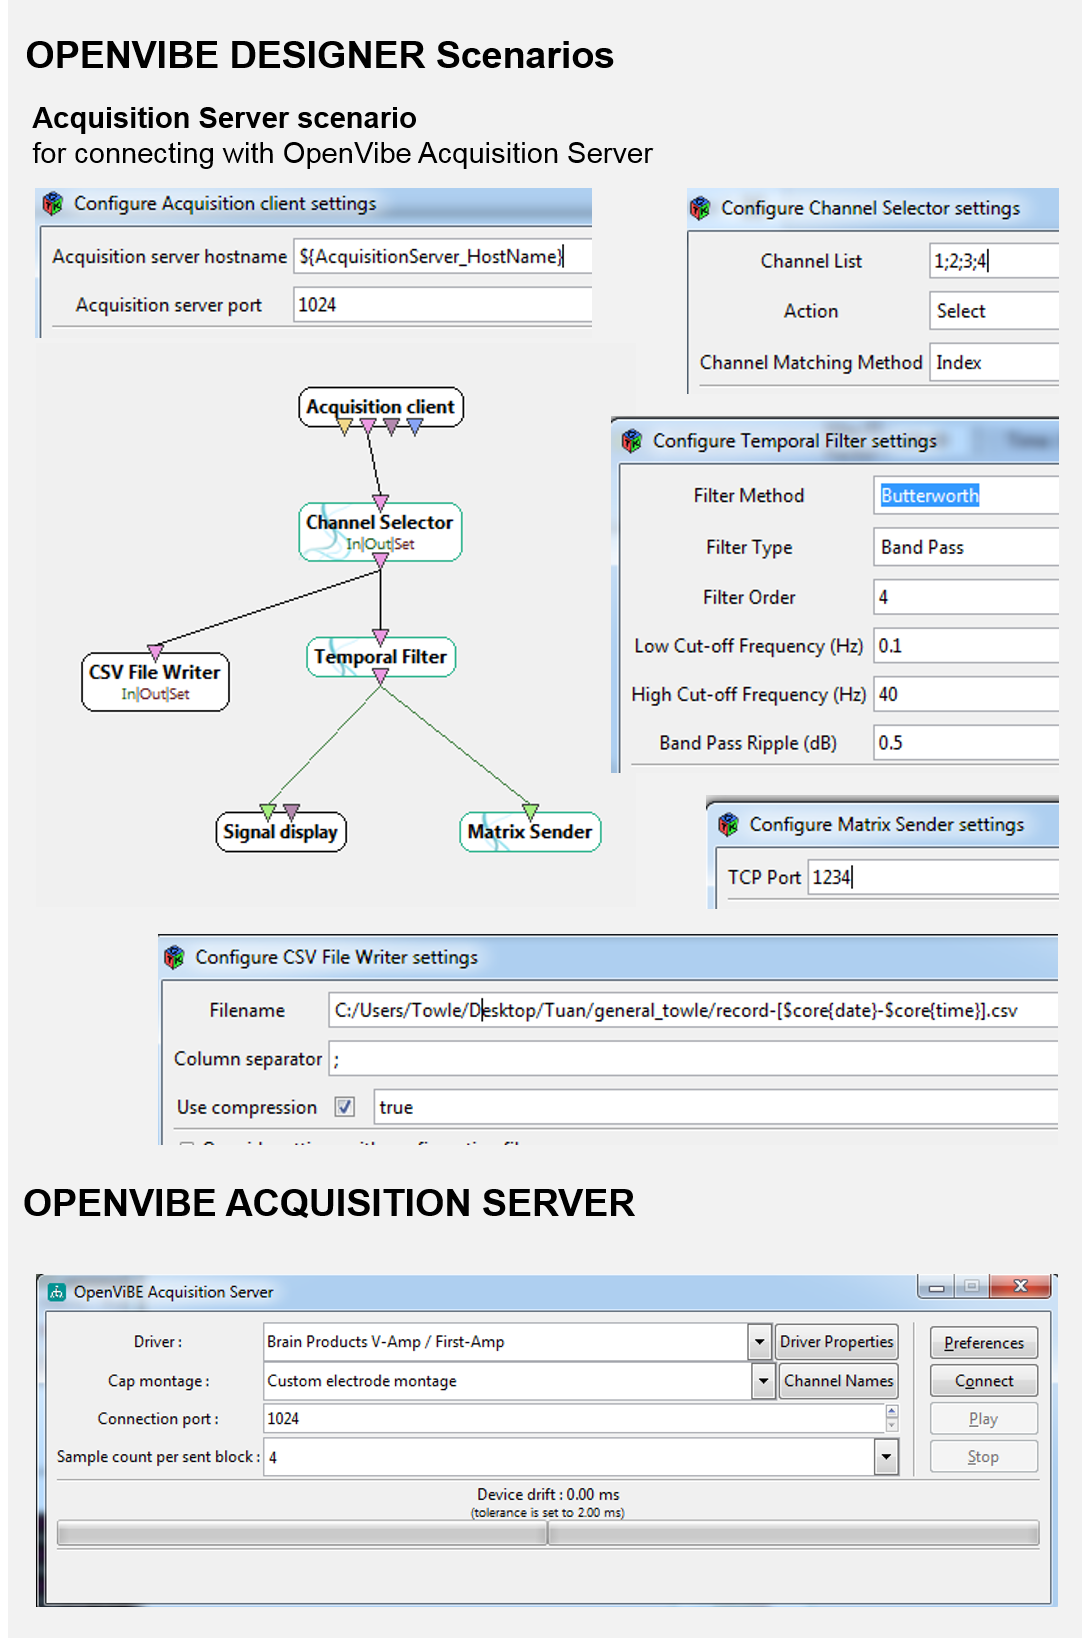 OPENVIBE DESIGNER Scenarios
Acquisition Server scenario
for connecting with OpenVibe Acquisition Server
Configure Acquisition client settings
Acquisition server hostname ${AcquisitionServer_HostName}
Acquisition server port 1024
Configure Channel Selector settings
Channel List 1;2;3;4
Action Select
Channel Matching Method Index
Acquisition client
Channel Selector
In|Out|Set
CSV File Writer
In|Out|Set
Temporal Filter
Signal display
Matrix Sender
Configure Temporal Filter settings
Filter Method Butterworth
Filter Type Band Pass
Filter Order 4
Low Cut-off Frequency (Hz) 0.1
High Cut-off Frequency (Hz) 40
Band Pass Ripple (dB) 0.5
Configure Matrix Sender settings
TCP Port 1234
Configure CSV File Writer settings
Filename C:/Users/Towle/Desktop/Tuan/general_towle/record-[$core{date}-$core{time}].csv
Column separator ;
Use compression true
OPENVIBE ACQUISITION SERVER
OpenViBE Acquisition Server
Driver : Brain Products V-Amp / First-Amp Driver Properties Preferences
Cap montage : Custom electrode montage Channel Names Connect
Connection port : 1024 Play
Sample count per sent block : 4 Stop
Device drift : 0.00 ms
(tolerance is set to 2.00 ms)